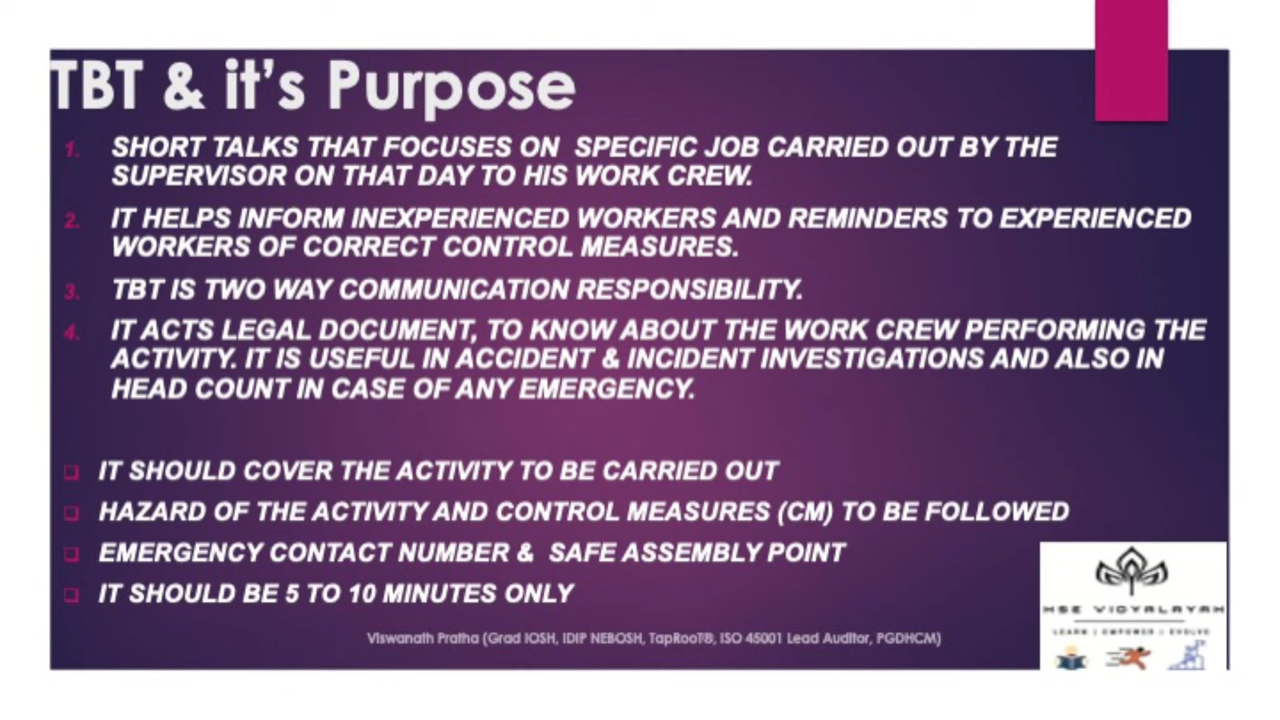 TBT & it's Purpose
1. SHORT TALKS THAT FOCUSES ON SPECIFIC JOB CARRIED OUT BY THE
SUPERVISOR ON THAT DAY TO HIS WORK CREW.
2. IT HELPS INFORM INEXPERIENCED WORKERS AND REMINDERS TO EXPERIENCED
WORKERS OF CORRECT CONTROL MEASURES.
3. TBT IS TWO WAY COMMUNICATION RESPONSIBILITY.
4. IT ACTS LEGAL DOCUMENT, TO KNOW ABOUT THE WORK CREW PERFORMING THE
ACTIVITY. IT IS USEFUL IN ACCIDENT & INCIDENT INVESTIGATIONS AND ALSO IN
HEAD COUNT IN CASE OF ANY EMERGENCY.
IT SHOULD COVER THE ACTIVITY TO BE CARRIED OUT
HAZARD OF THE ACTIVITY AND CONTROL MEASURES (CM) TO BE FOLLOWED
EMERGENCY CONTACT NUMBER & SAFE ASSEMBLY POINT
IT SHOULD BE 5 TO 10 MINUTES ONLY
Viswanath Pratha (Grad IOSH, IDIP NEBOSH, TapRooT®, ISO 45001 Lead Auditor, PGDHCM)
HSE VIDYALAYAH
LEARN | EMPOWER | EVOLVE